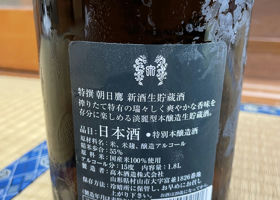 特撰 朝日鷹 新酒生貯蔵酒
搾りたて特有の瑞々しく爽やかな香味を
存分に楽しめる淡麗型本醸造生貯蔵酒。
品目:日本酒 ●特別本醸造酒
原材料名:米、米麹、醸造アルコール
精米歩合:55%
原料米:国産米100%使用
アルコール分:15度 内容量:1.8L
製造者:高木酒造株式会社
山形県村山市大字富並1826番地
保存方法:冷暗所に保管し、お早めにお召し